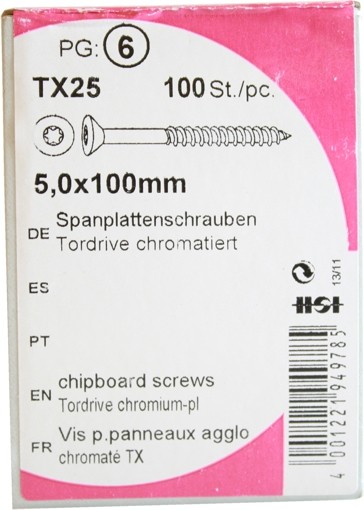 PG: 6
TX25 100 St./pc.
5,0x100mm
DE Spanplattenschrauben
Tordrive chromatiert
ES
PT
EN chipboard screws
Tordrive chromium-pl
FR Vis p.panneaux agglo
chromaté TX
13/11
HSI
4 001221 949785